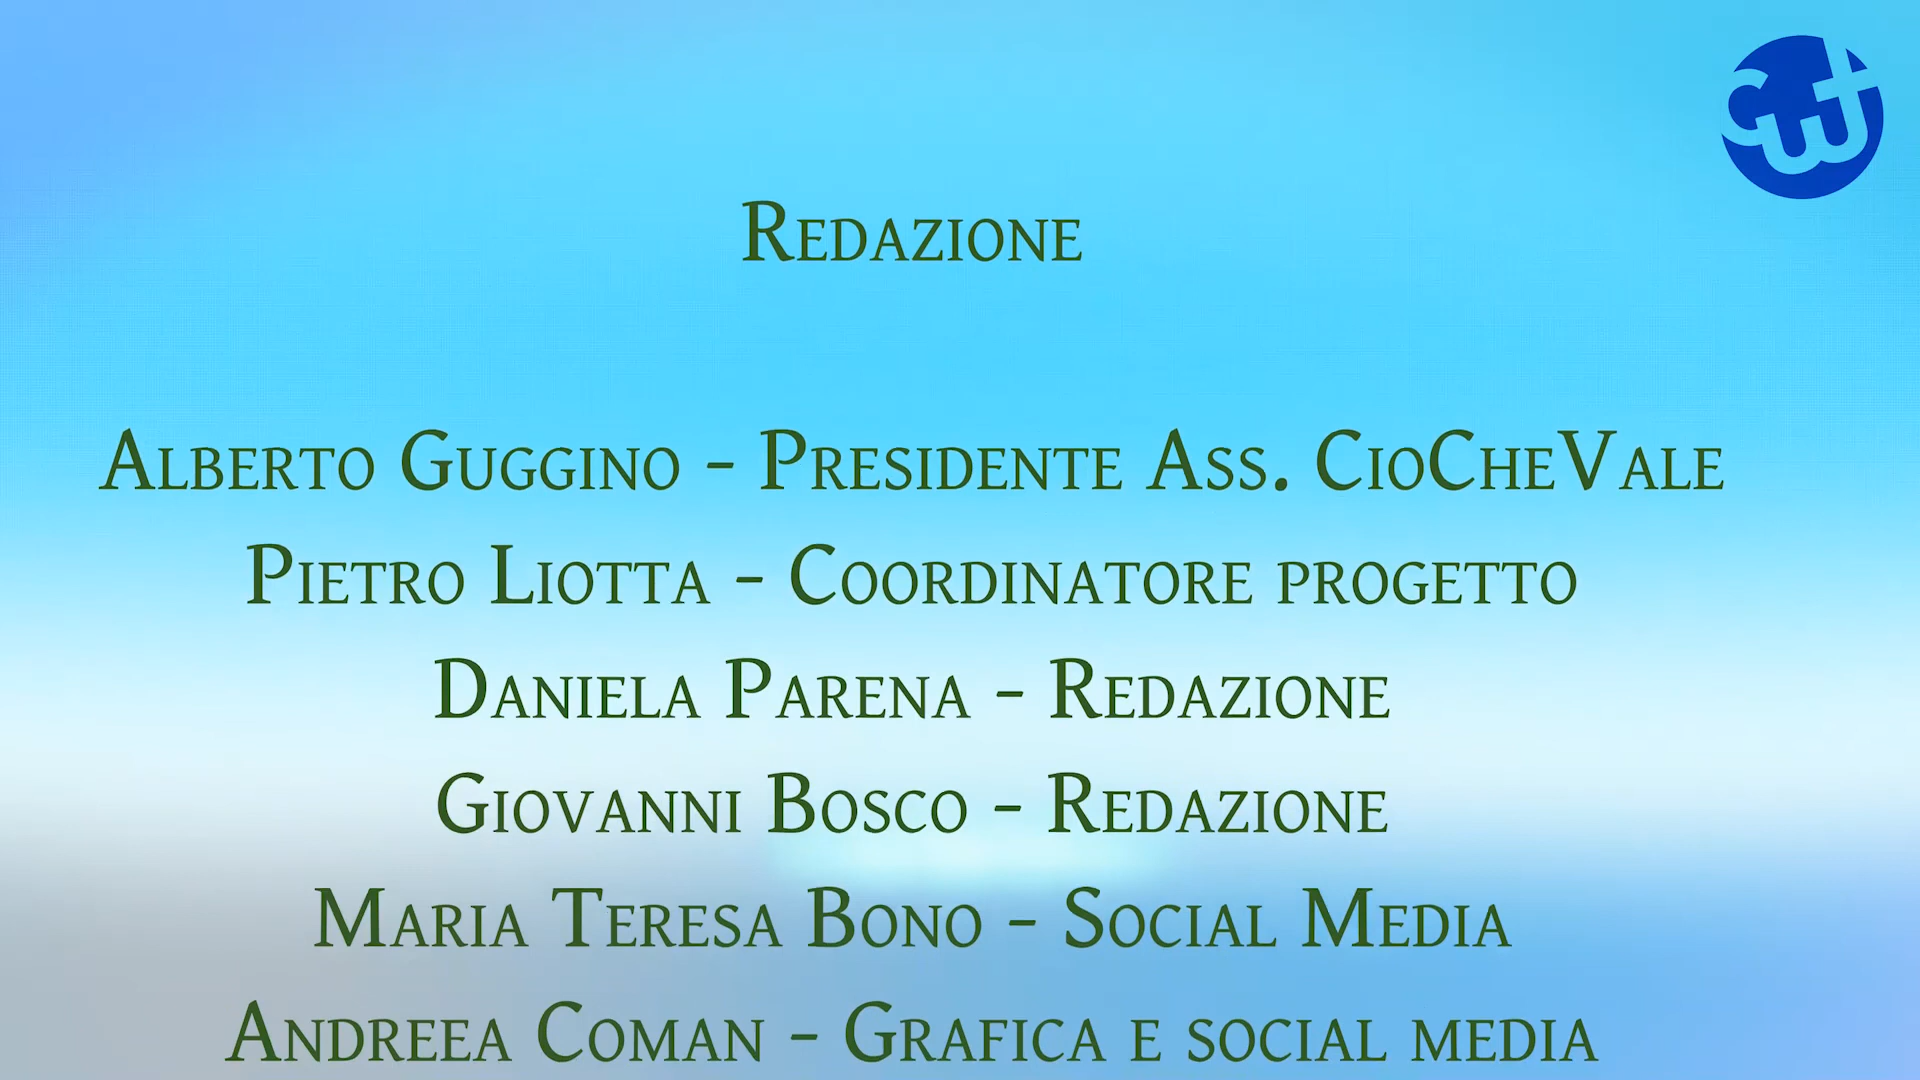 cwt
Redazione
Alberto Guggino - Presidente Ass. CioCheVale
Pietro Liotta - Coordinatore progetto
Daniela Parena - Redazione
Giovanni Bosco - Redazione
Maria Teresa Bono - Social Media
Andreea Coman - Grafica e social media